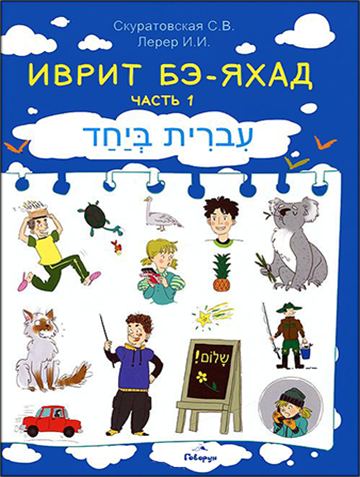 Скуратовская С.В.
Лерер И.И.
ИВРИТ БЭ-ЯХАД
ЧАСТЬ 1
עִבְרִית בְּיַחַד
שָׁלוֹם!
Говорун